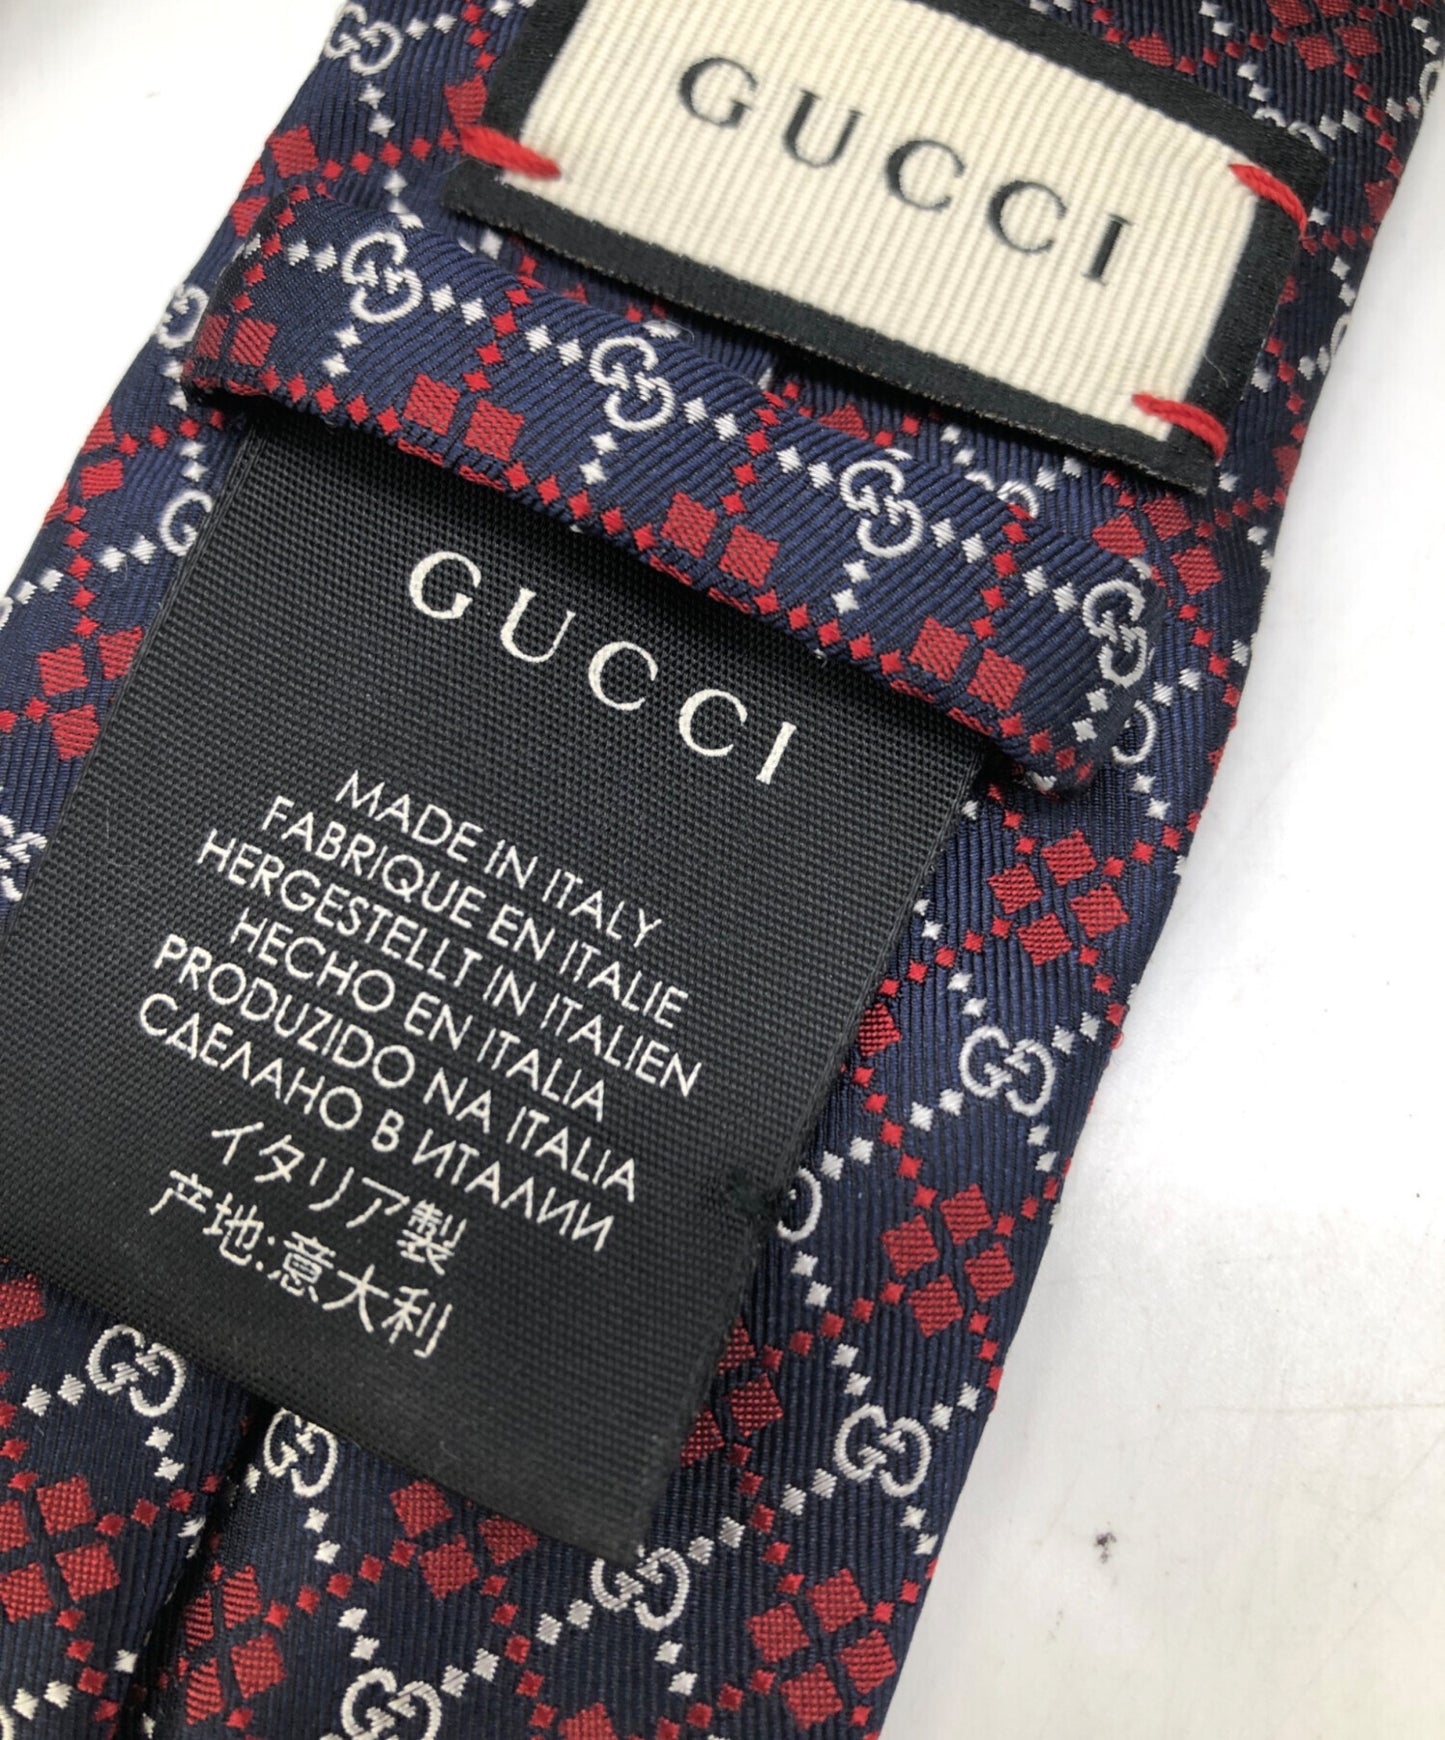 GUCCI
GUCCI
MADE IN ITALY
FABRIQUE EN ITALIE
HERGESTELLT IN ITALIEN
HECHO EN ITALIA
PRODUZIDO NA ITALIA
СДЕЛАНО В ИТАЛИИ
イタリア製
产地:意大利